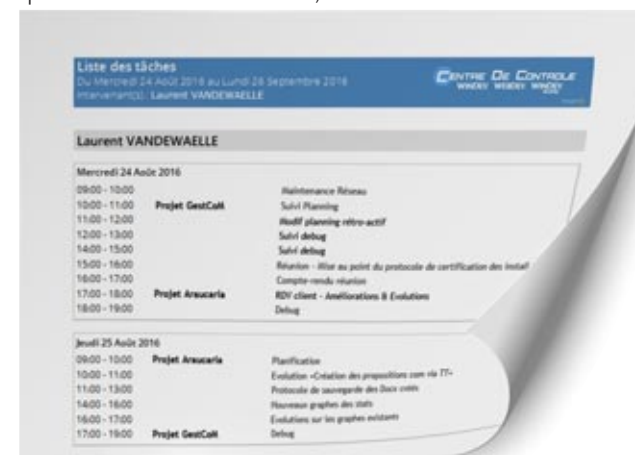 Liste des tâches
Du Mercredi 24 Août 2016 au Lundi 26 Septembre 2016
Intervenant(s): Laurent VANDEWAELLE
CENTRE DE CONTROLE
WINDEV WEBDEV WINDEV
Laurent VANDEWAELLE
Mercredi 24 Août 2016
09:00 - 10:00 Maintenance Réseau
10:00 - 11:00 Projet GestCoM Suivi Planning
11:00 - 12:00 Modif planning rétro-actif
12:00 - 13:00 Suivi debug
14:00 - 15:00 Suivi debug
15:00 - 16:00 Réunion - Mise au point du protocole de certification des install
16:00 - 17:00 Compte-rendu réunion
17:00 - 18:00 Projet Araucaria RDV client - Améliorations & Evolutions
18:00 - 19:00 Debug
Jeudi 25 Août 2016
09:00 - 10:00 Projet Araucaria Planification
10:00 - 11:00 Evolution «Création des propositions com via TT»
11:00 - 13:00 Protocole de sauvegarde des Docs créés
14:00 - 16:00 Nouveaux graphes des stats
16:00 - 17:00 Evolutions sur les graphes existants
17:00 - 19:00 Projet GestCoM Debug